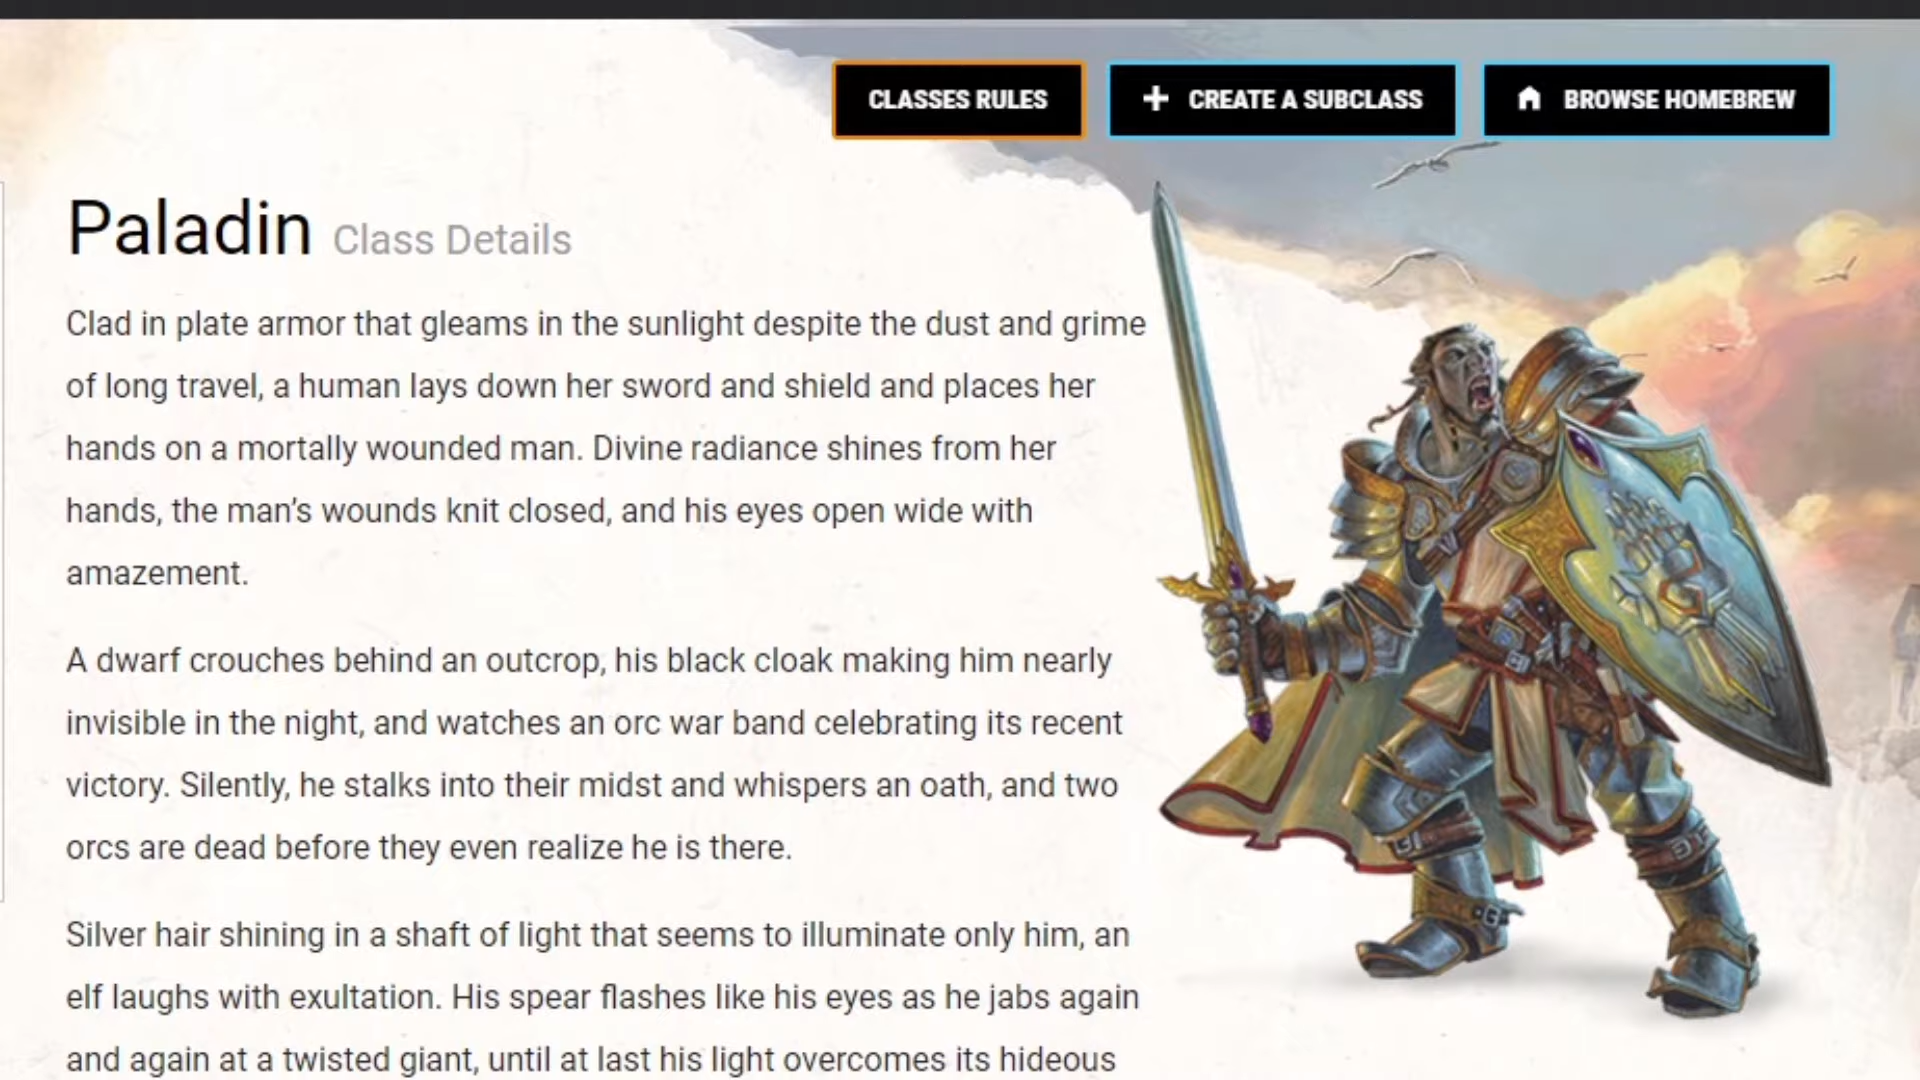 CLASSES RULES
CREATE A SUBCLASS
BROWSE HOMEBREW
Paladin Class Details
Clad in plate armor that gleams in the sunlight despite the dust and grime
of long travel, a human lays down her sword and shield and places her
hands on a mortally wounded man. Divine radiance shines from her
hands, the man’s wounds knit closed, and his eyes open wide with
amazement.
A dwarf crouches behind an outcrop, his black cloak making him nearly
invisible in the night, and watches an orc war band celebrating its recent
victory. Silently, he stalks into their midst and whispers an oath, and two
orcs are dead before they even realize he is there.
Silver hair shining in a shaft of light that seems to illuminate only him, an
elf laughs with exultation. His spear flashes like his eyes as he jabs again
and again at a twisted giant, until at last his light overcomes its hideous